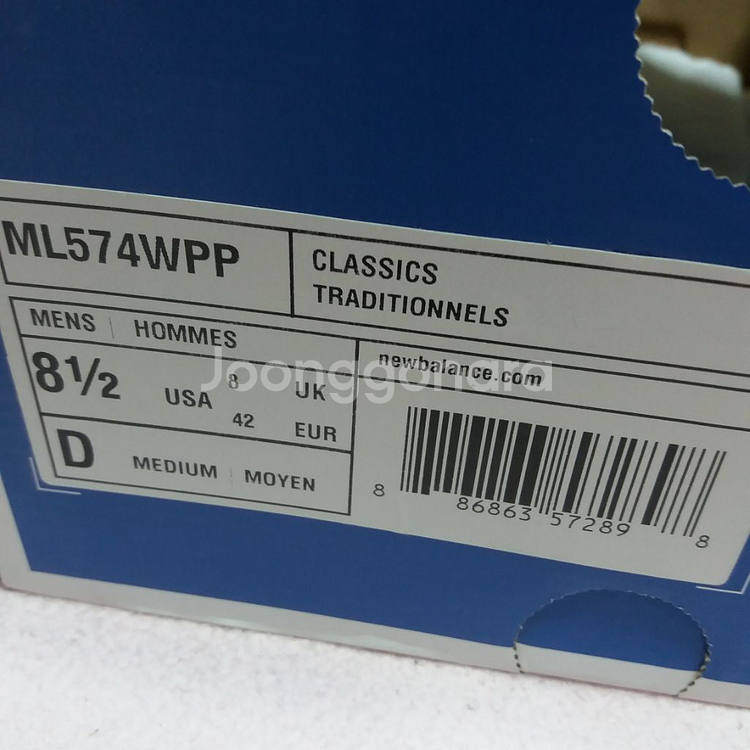 ML574WPP
CLASSICS
TRADITIONNELS
MENS | HOMMES
8½ USA 8 UK
42 EUR
D MEDIUM | MOYEN
newbalance.com
Joonggonara
8 86863 57289 8